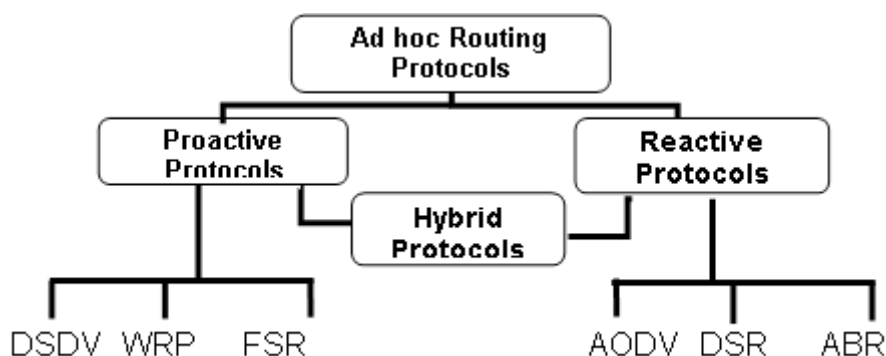 Ad hoc Routing
Protocols
Proactive
Protocols
Reactive
Protocols
Hybrid
Protocols
DSDV WRP FSR
AODV DSR ABR